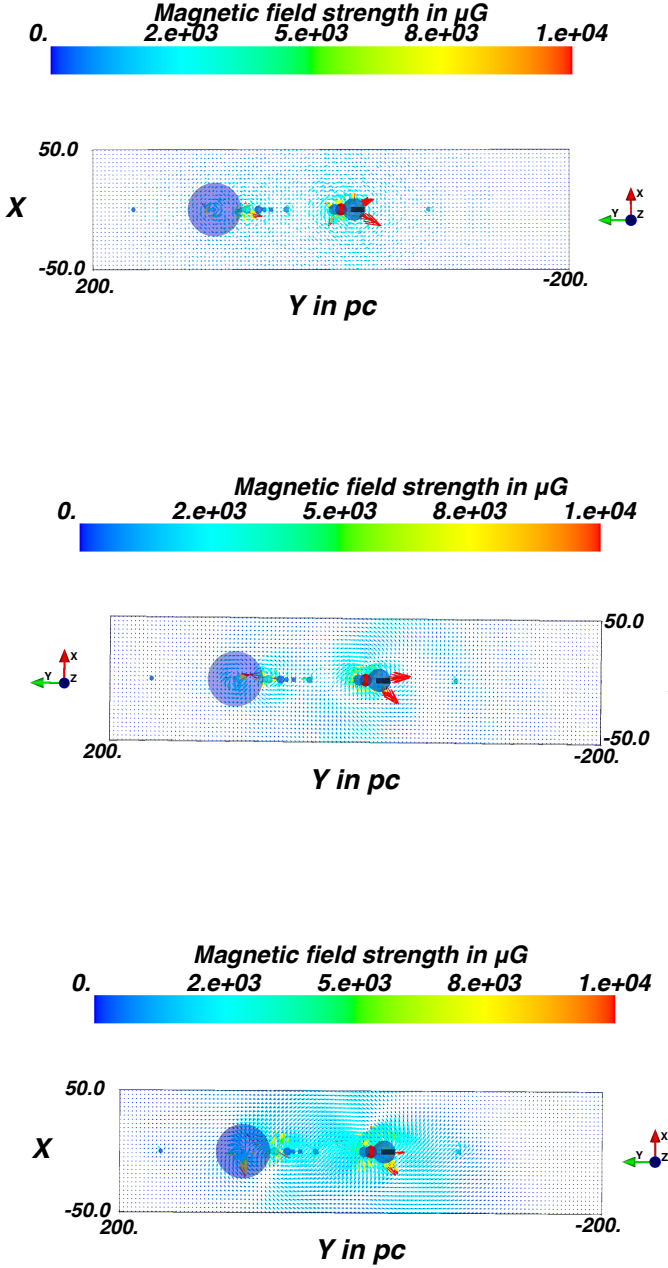 Magnetic field strength in µG
0. 2.e+03 5.e+03 8.e+03 1.e+04
50.0
X
X
Y Z
-50.0
200. -200.
Y in pc
Magnetic field strength in µG
0. 2.e+03 5.e+03 8.e+03 1.e+04
50.0
X
Y Z
-50.0
200. -200.
Y in pc
Magnetic field strength in µG
0. 2.e+03 5.e+03 8.e+03 1.e+04
50.0
X
X
Y Z
-50.0
200. -200.
Y in pc